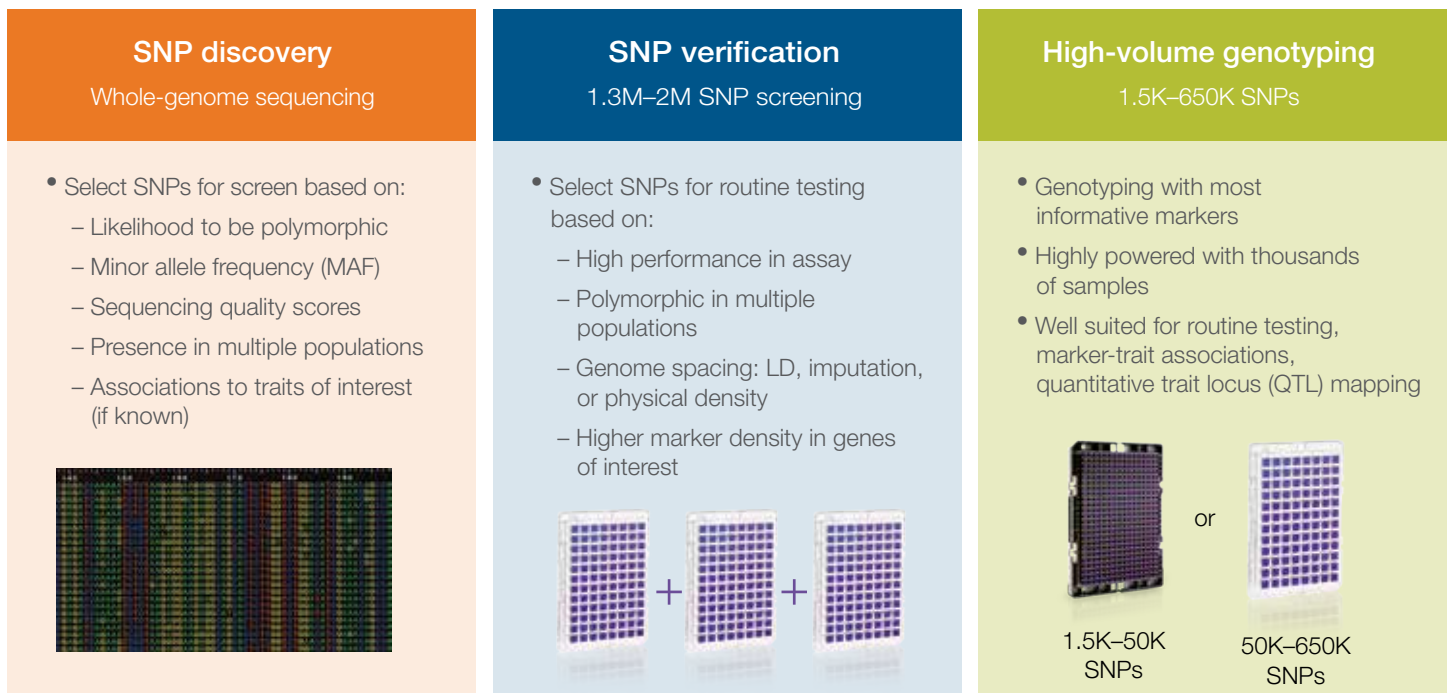 SNP discovery
Whole-genome sequencing
• Select SNPs for screen based on:
– Likelihood to be polymorphic
– Minor allele frequency (MAF)
– Sequencing quality scores
– Presence in multiple populations
– Associations to traits of interest
(if known)
SNP verification
1.3M–2M SNP screening
• Select SNPs for routine testing
based on:
– High performance in assay
– Polymorphic in multiple
populations
– Genome spacing: LD, imputation,
or physical density
– Higher marker density in genes
of interest
+ +
High-volume genotyping
1.5K–650K SNPs
• Genotyping with most
informative markers
• Highly powered with thousands
of samples
• Well suited for routine testing,
marker-trait associations,
quantitative trait locus (QTL) mapping
or
1.5K–50K
SNPs
50K–650K
SNPs